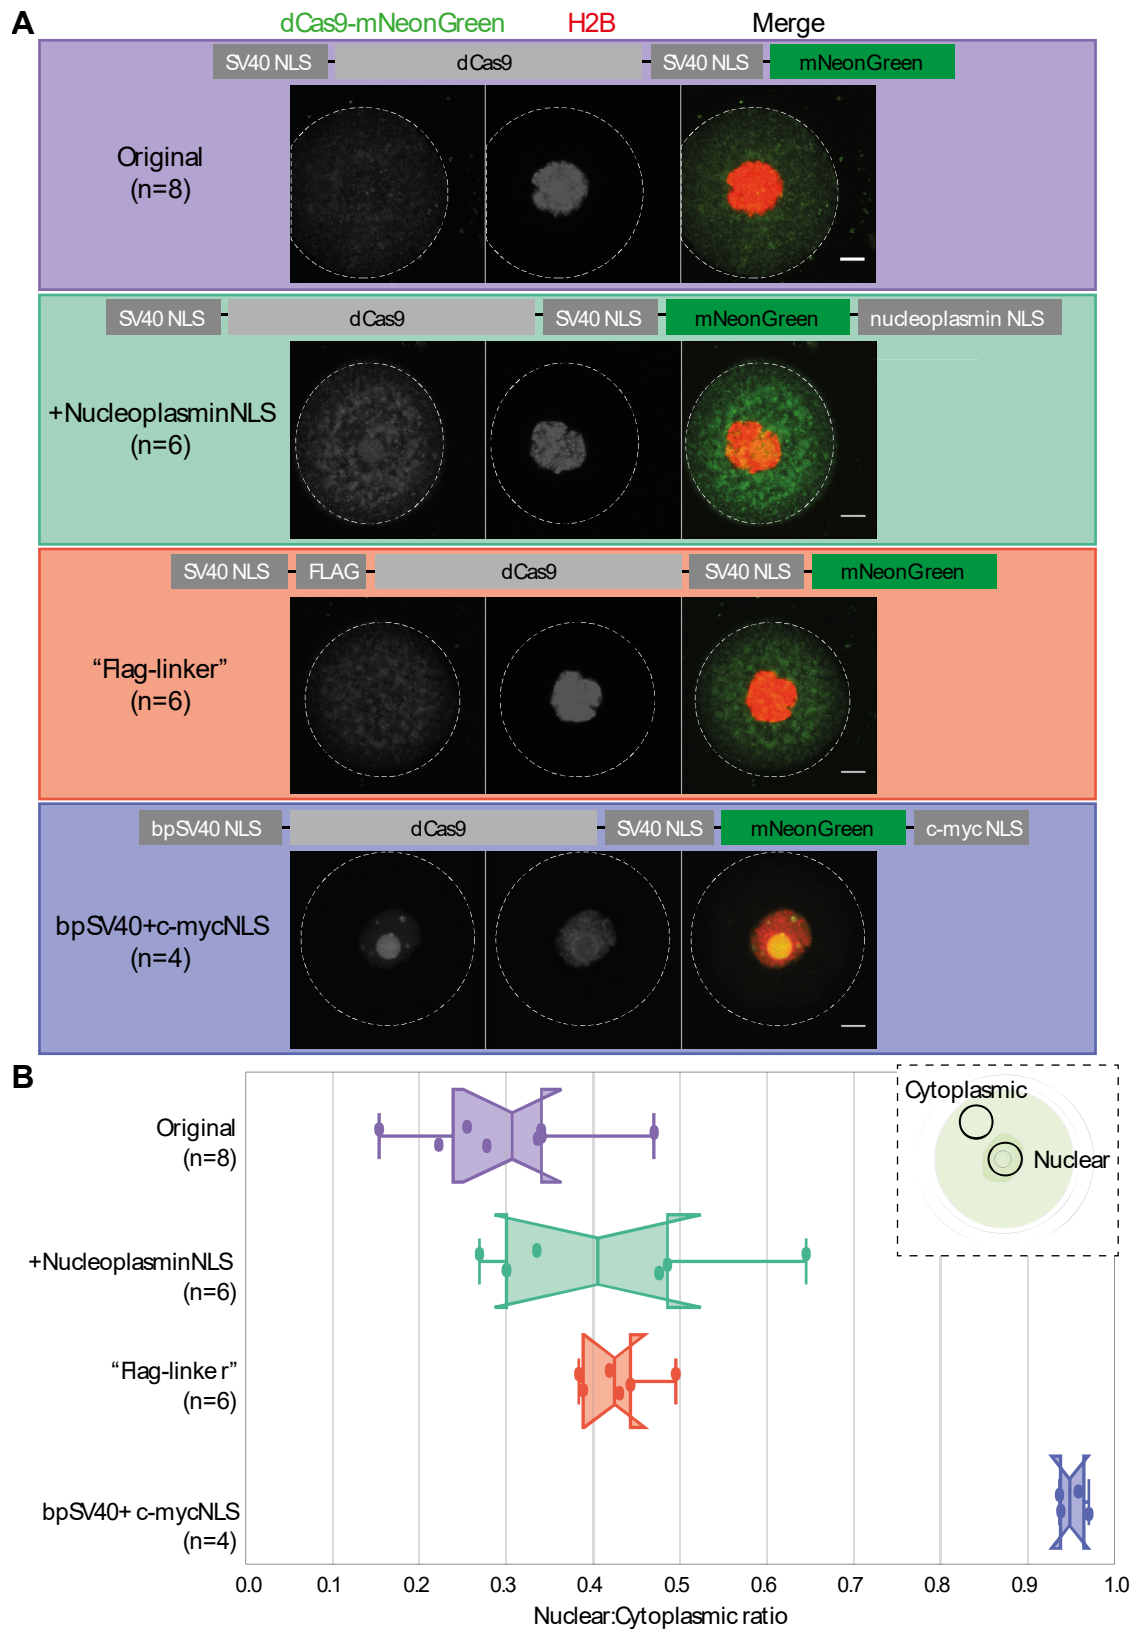 A
dCas9-mNeonGreen H2B Merge
SV40 NLS dCas9 SV40 NLS mNeonGreen
Original
(n=8)
SV40 NLS dCas9 SV40 NLS mNeonGreen nucleoplasmin NLS
+NucleoplasminNLS
(n=6)
SV40 NLS FLAG dCas9 SV40 NLS mNeonGreen
“Flag-linker”
(n=6)
bpSV40 NLS dCas9 SV40 NLS mNeonGreen c-myc NLS
bpSV40+c-mycNLS
(n=4)
B
Cytoplasmic
Nuclear
Original
(n=8)
+NucleoplasminNLS
(n=6)
“Flag-linke r”
(n=6)
bpSV40+ c-mycNLS
(n=4)
0.0 0.1 0.2 0.3 0.4 0.5 0.6 0.7 0.8 0.9 1.0
Nuclear:Cytoplasmic ratio